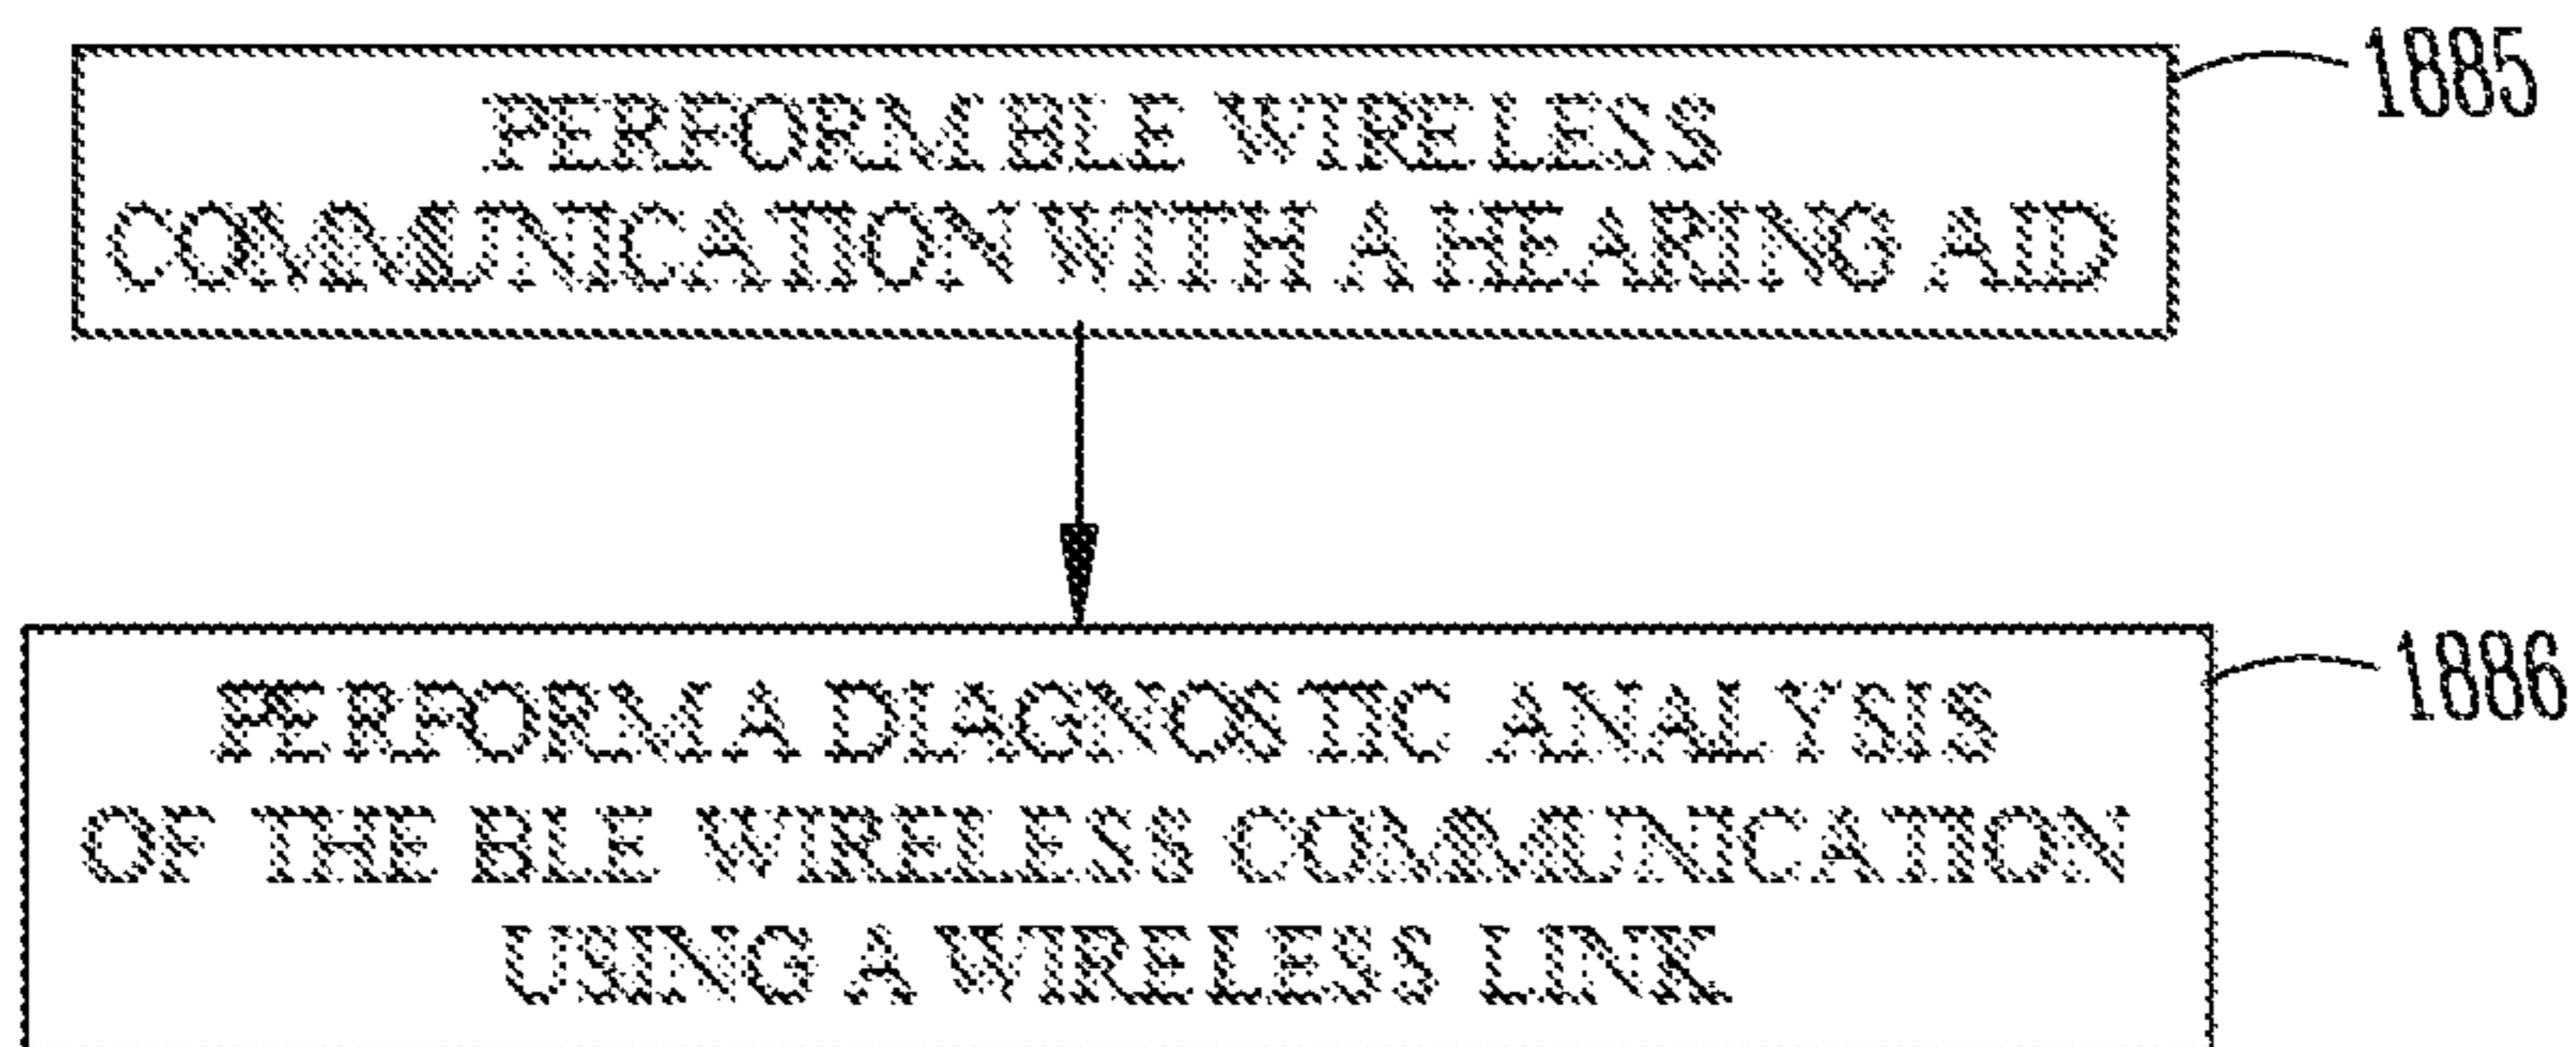 PERFORM BLE WIRELESS
COMMUNICATION WITH A HEARING AID
1885
PERFORM A DIAGNOSTIC ANALYSIS
OF THE BLE WIRELESS COMMUNICATION
USING A WIRELESS LINK
1886